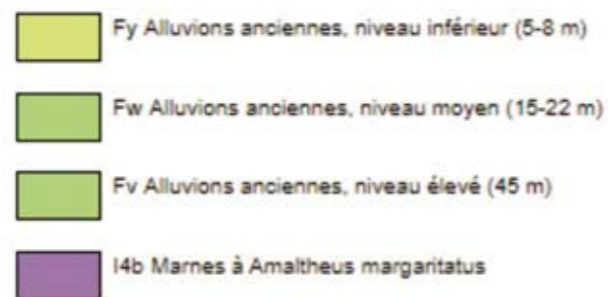 Fy Alluvions anciennes, niveau inférieur (5-8 m)
Fw Alluvions anciennes, niveau moyen (15-22 m)
Fv Alluvions anciennes, niveau élevé (45 m)
I4b Marnes à Amaltheus margaritatus